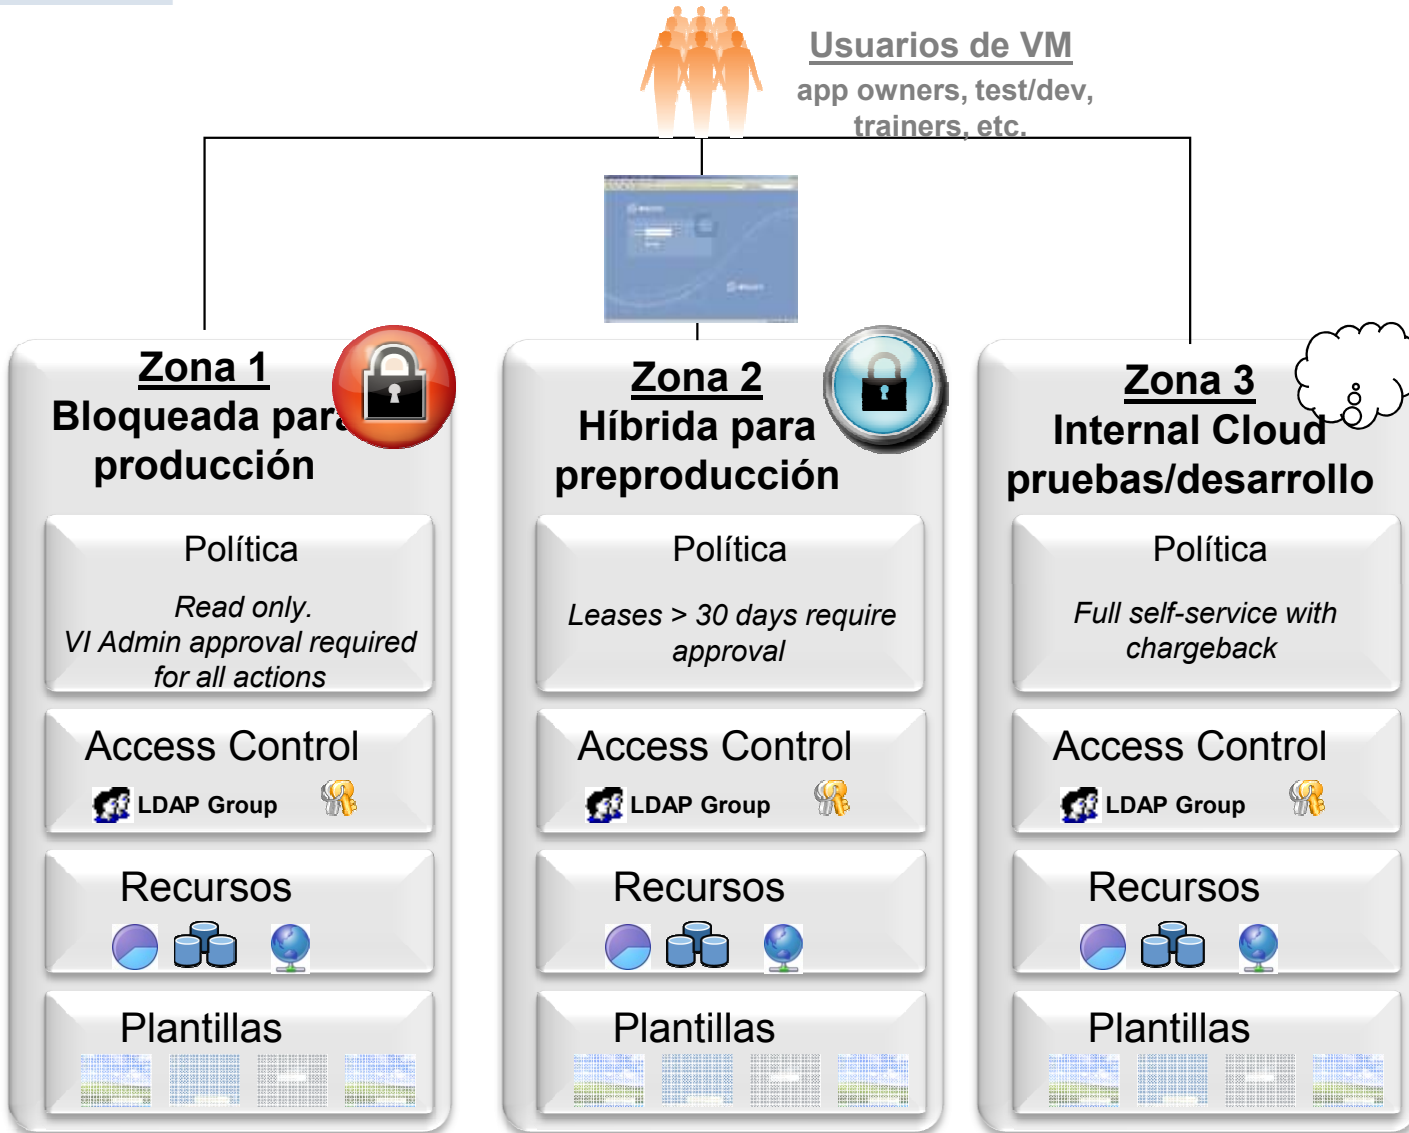 Usuarios de VM
app owners, test/dev,
trainers, etc.
Zona 1
Bloqueada para
producción
Política
Read only.
VI Admin approval required
for all actions
Access Control
LDAP Group
Recursos
Plantillas
Zona 2
Híbrida para
preproducción
Política
Leases > 30 days require
approval
Access Control
LDAP Group
Recursos
Plantillas
Zona 3
Internal Cloud
pruebas/desarrollo
Política
Full self-service with
chargeback
Access Control
LDAP Group
Recursos
Plantillas